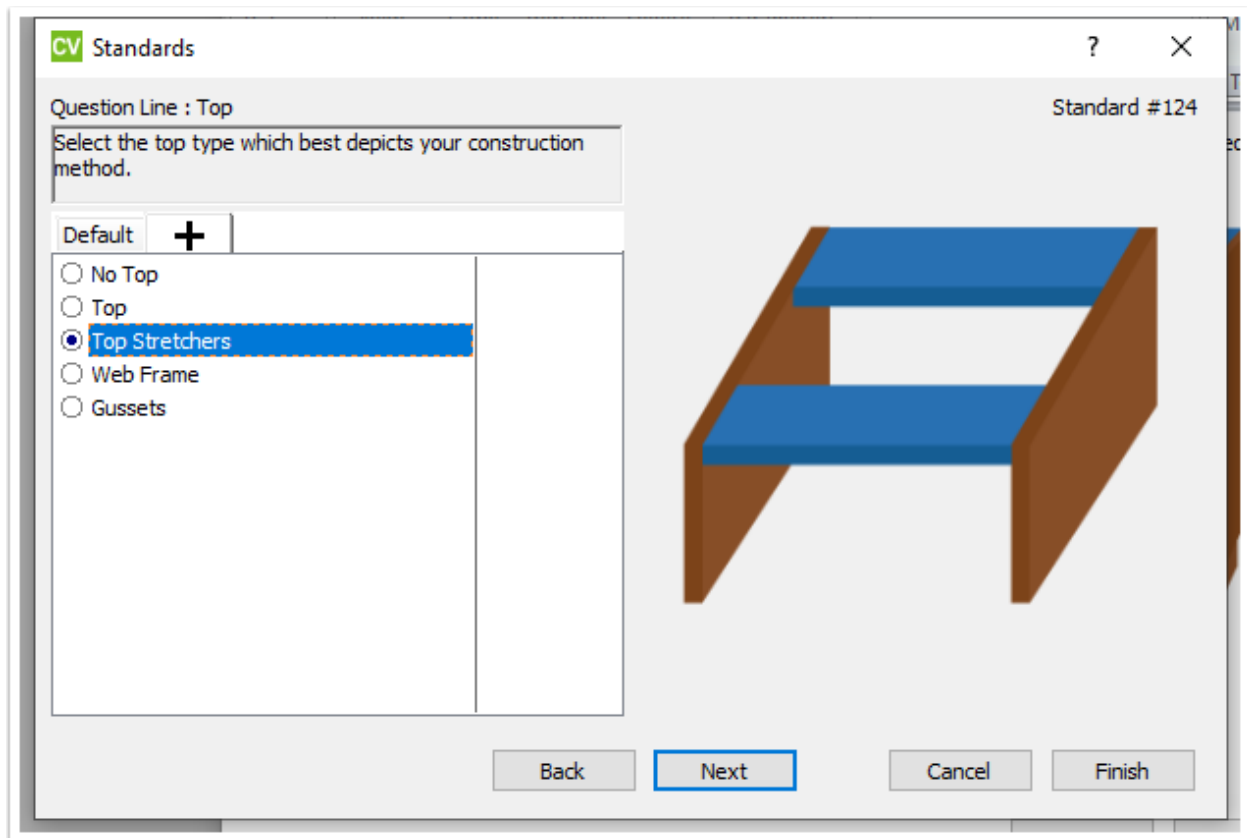 CV Standards ?
Question Line : Top Standard #124
Select the top type which best depicts your construction
method.
Default +
No Top
Top
Top Stretchers
Web Frame
Gussets
Back Next Cancel Finish